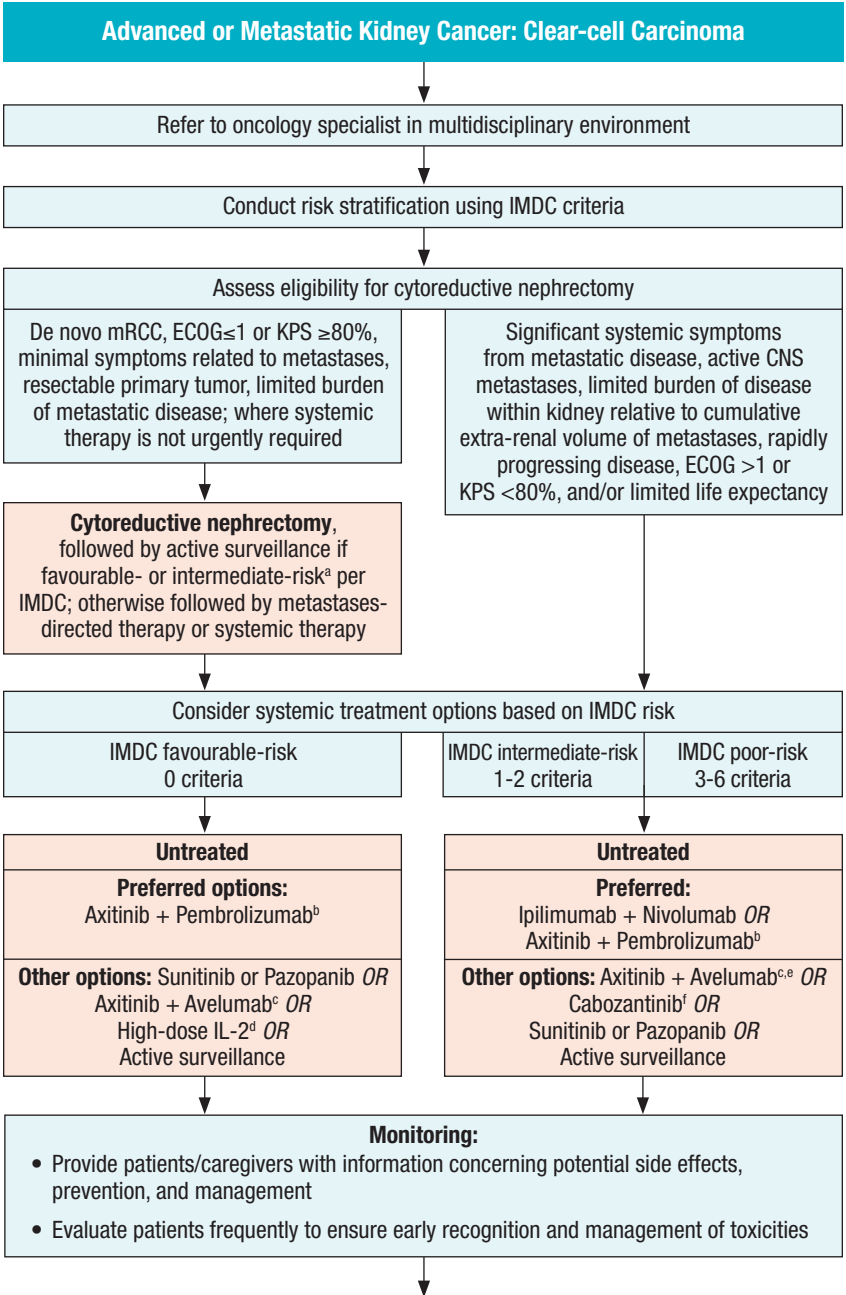 Advanced or Metastatic Kidney Cancer: Clear-cell Carcinoma
Refer to oncology specialist in multidisciplinary environment
Conduct risk stratification using IMDC criteria
Assess eligibility for cytoreductive nephrectomy
De novo mRCC, ECOG≤1 or KPS ≥80%,
minimal symptoms related to metastases,
resectable primary tumor, limited burden
of metastatic disease; where systemic
therapy is not urgently required
Significant systemic symptoms
from metastatic disease, active CNS
metastases, limited burden of disease
within kidney relative to cumulative
extra-renal volume of metastases, rapidly
progressing disease, ECOG >1 or
KPS <80%, and/or limited life expectancy
Cytoreductive nephrectomy,
followed by active surveillance if
favourable- or intermediate-riskᵃ per
IMDC; otherwise followed by metastases-
directed therapy or systemic therapy
Consider systemic treatment options based on IMDC risk
IMDC favourable-risk
0 criteria
IMDC intermediate-risk
1-2 criteria
IMDC poor-risk
3-6 criteria
Untreated
Preferred options:
Axitinib + Pembrolizumabᵇ
Other options: Sunitinib or Pazopanib OR
Axitinib + Avelumabᶜ OR
High-dose IL-2ᵈ OR
Active surveillance
Untreated
Preferred:
Ipilimumab + Nivolumab OR
Axitinib + Pembrolizumabᵇ
Other options: Axitinib + Avelumabᶜ,ᵉ OR
Cabozantinibᶠ OR
Sunitinib or Pazopanib OR
Active surveillance
Monitoring:
• Provide patients/caregivers with information concerning potential side effects,
prevention, and management
• Evaluate patients frequently to ensure early recognition and management of toxicities